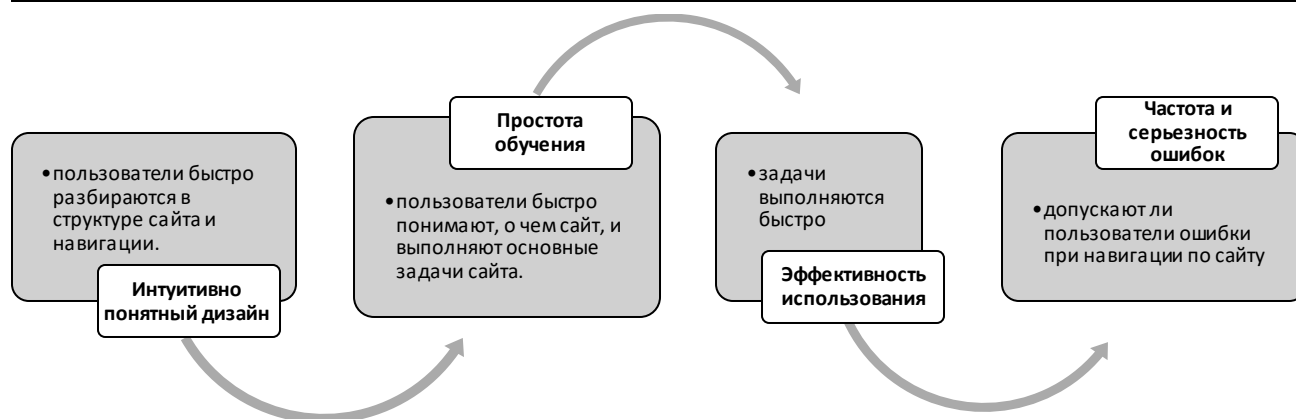 •пользователи быстро
разбираются в
структуре сайта и
навигации.
Интуитивно
понятный дизайн
Простота
обучения
•пользователи быстро
понимают, о чем сайт, и
выполняют основные
задачи сайта.
•задачи
выполняются
быстро
Эффективность
использования
Частота и
серьезность
ошибок
•допускают ли
пользователи ошибки
при навигации по сайту